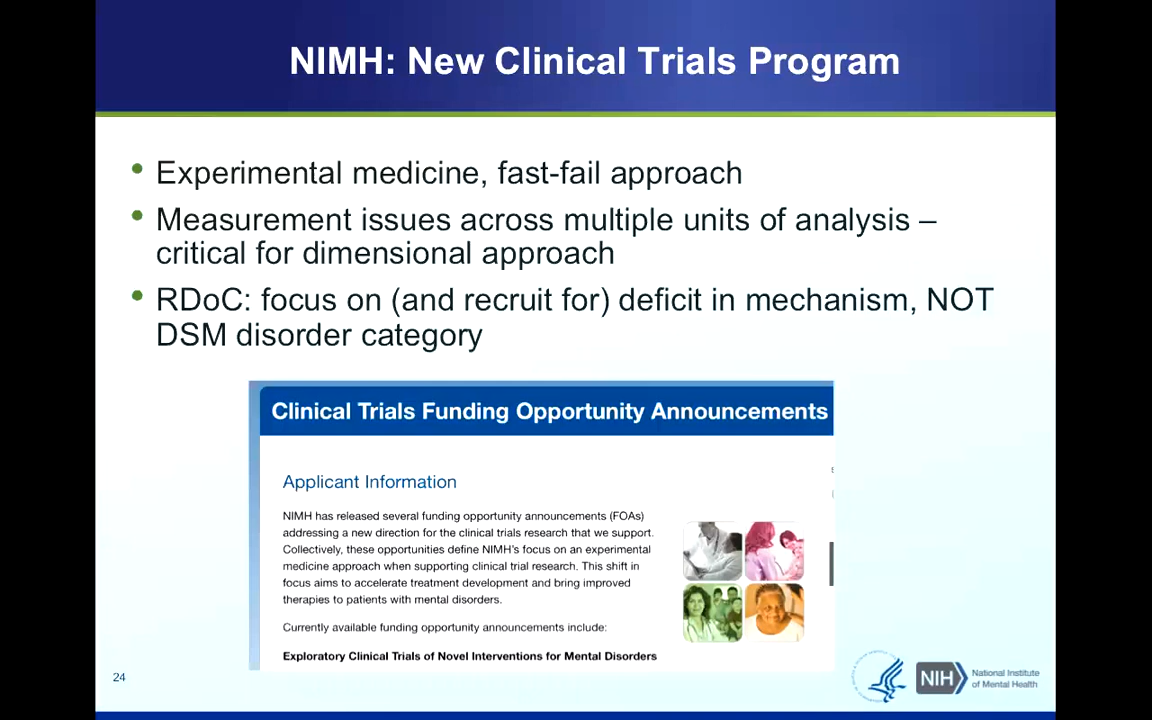 NIMH: New Clinical Trials Program
• Experimental medicine, fast-fail approach
• Measurement issues across multiple units of analysis –
critical for dimensional approach
• RDoC: focus on (and recruit for) deficit in mechanism, NOT
DSM disorder category
Clinical Trials Funding Opportunity Announcements
Applicant Information
NIMH has released several funding opportunity announcements (FOAs)
addressing a new direction for the clinical trials research that we support.
Collectively, these opportunities define NIMH's focus on an experimental
medicine approach when supporting clinical trial research. This shift in
focus aims to accelerate treatment development and bring improved
therapies to patients with mental disorders.
Currently available funding opportunity announcements include:
Exploratory Clinical Trials of Novel Interventions for Mental Disorders
24
NIH
National Institute
of Mental Health